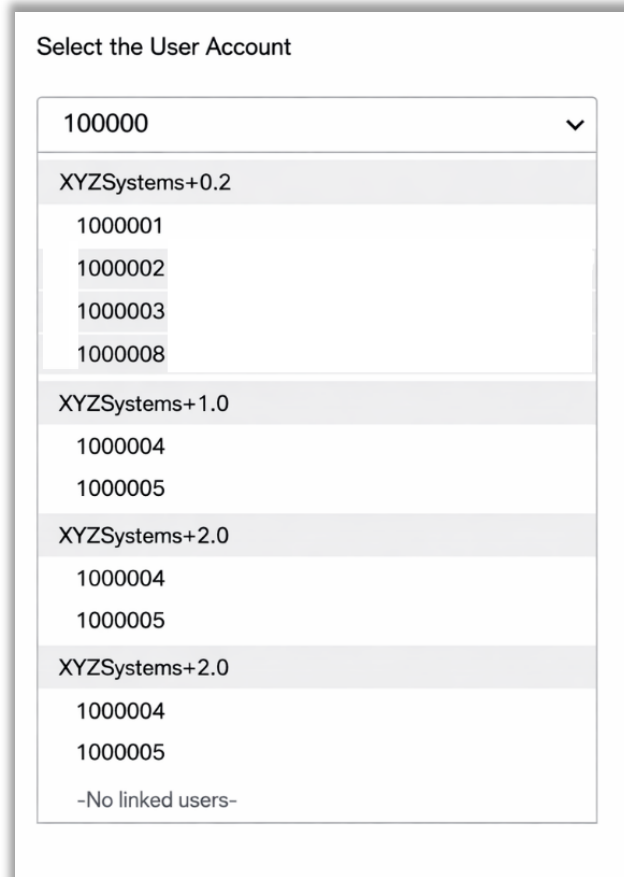 Select the User Account
100000
XYZSystems+0.2
1000001
1000002
1000003
1000008
XYZSystems+1.0
1000004
1000005
XYZSystems+2.0
1000004
1000005
XYZSystems+2.0
1000004
1000005
-No linked users-